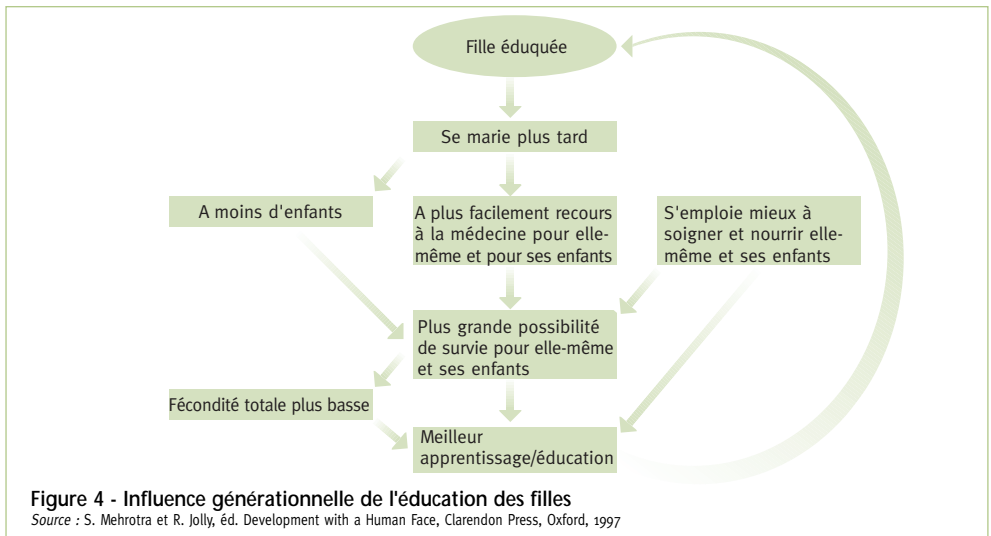 Fille éduquée
Se marie plus tard
A moins d'enfants
A plus facilement recours
à la médecine pour elle-
même et pour ses enfants
S'emploie mieux à
soigner et nourrir elle-
même et ses enfants
Plus grande possibilité
de survie pour elle-même
et ses enfants
Fécondité totale plus basse
Meilleur
apprentissage/éducation
Figure 4 - Influence générationnelle de l'éducation des filles
Source : S. Mehrotra et R. Jolly, éd. Development with a Human Face, Clarendon Press, Oxford, 1997